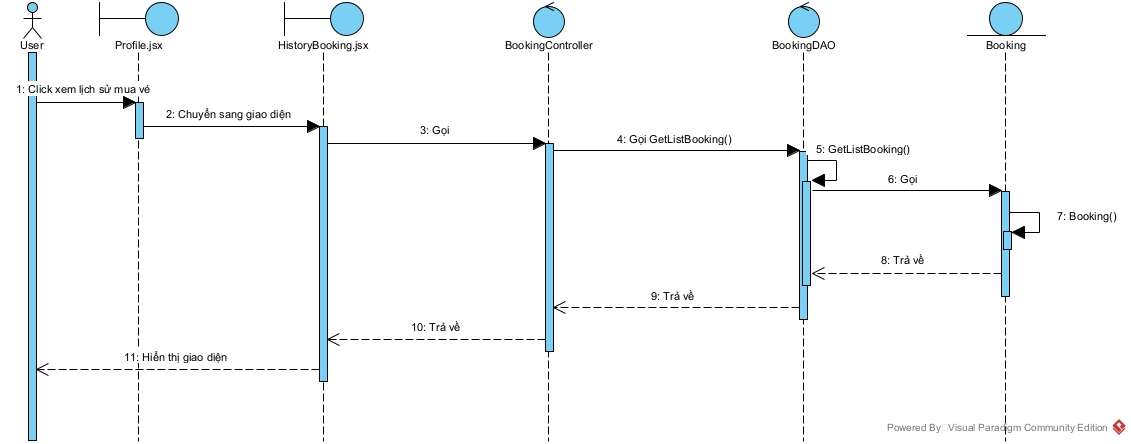 User
Profile.jsx
HistoryBooking.jsx
BookingController
BookingDAO
Booking
1: Click xem lịch sử mua vé
2: Chuyển sang giao diện
3: Gọi
4: Gọi GetListBooking()
5: GetListBooking()
6: Gọi
7: Booking()
8: Trả về
9: Trả về
10: Trả về
11: Hiển thị giao diện
Powered By Visual Paradigm Community Edition